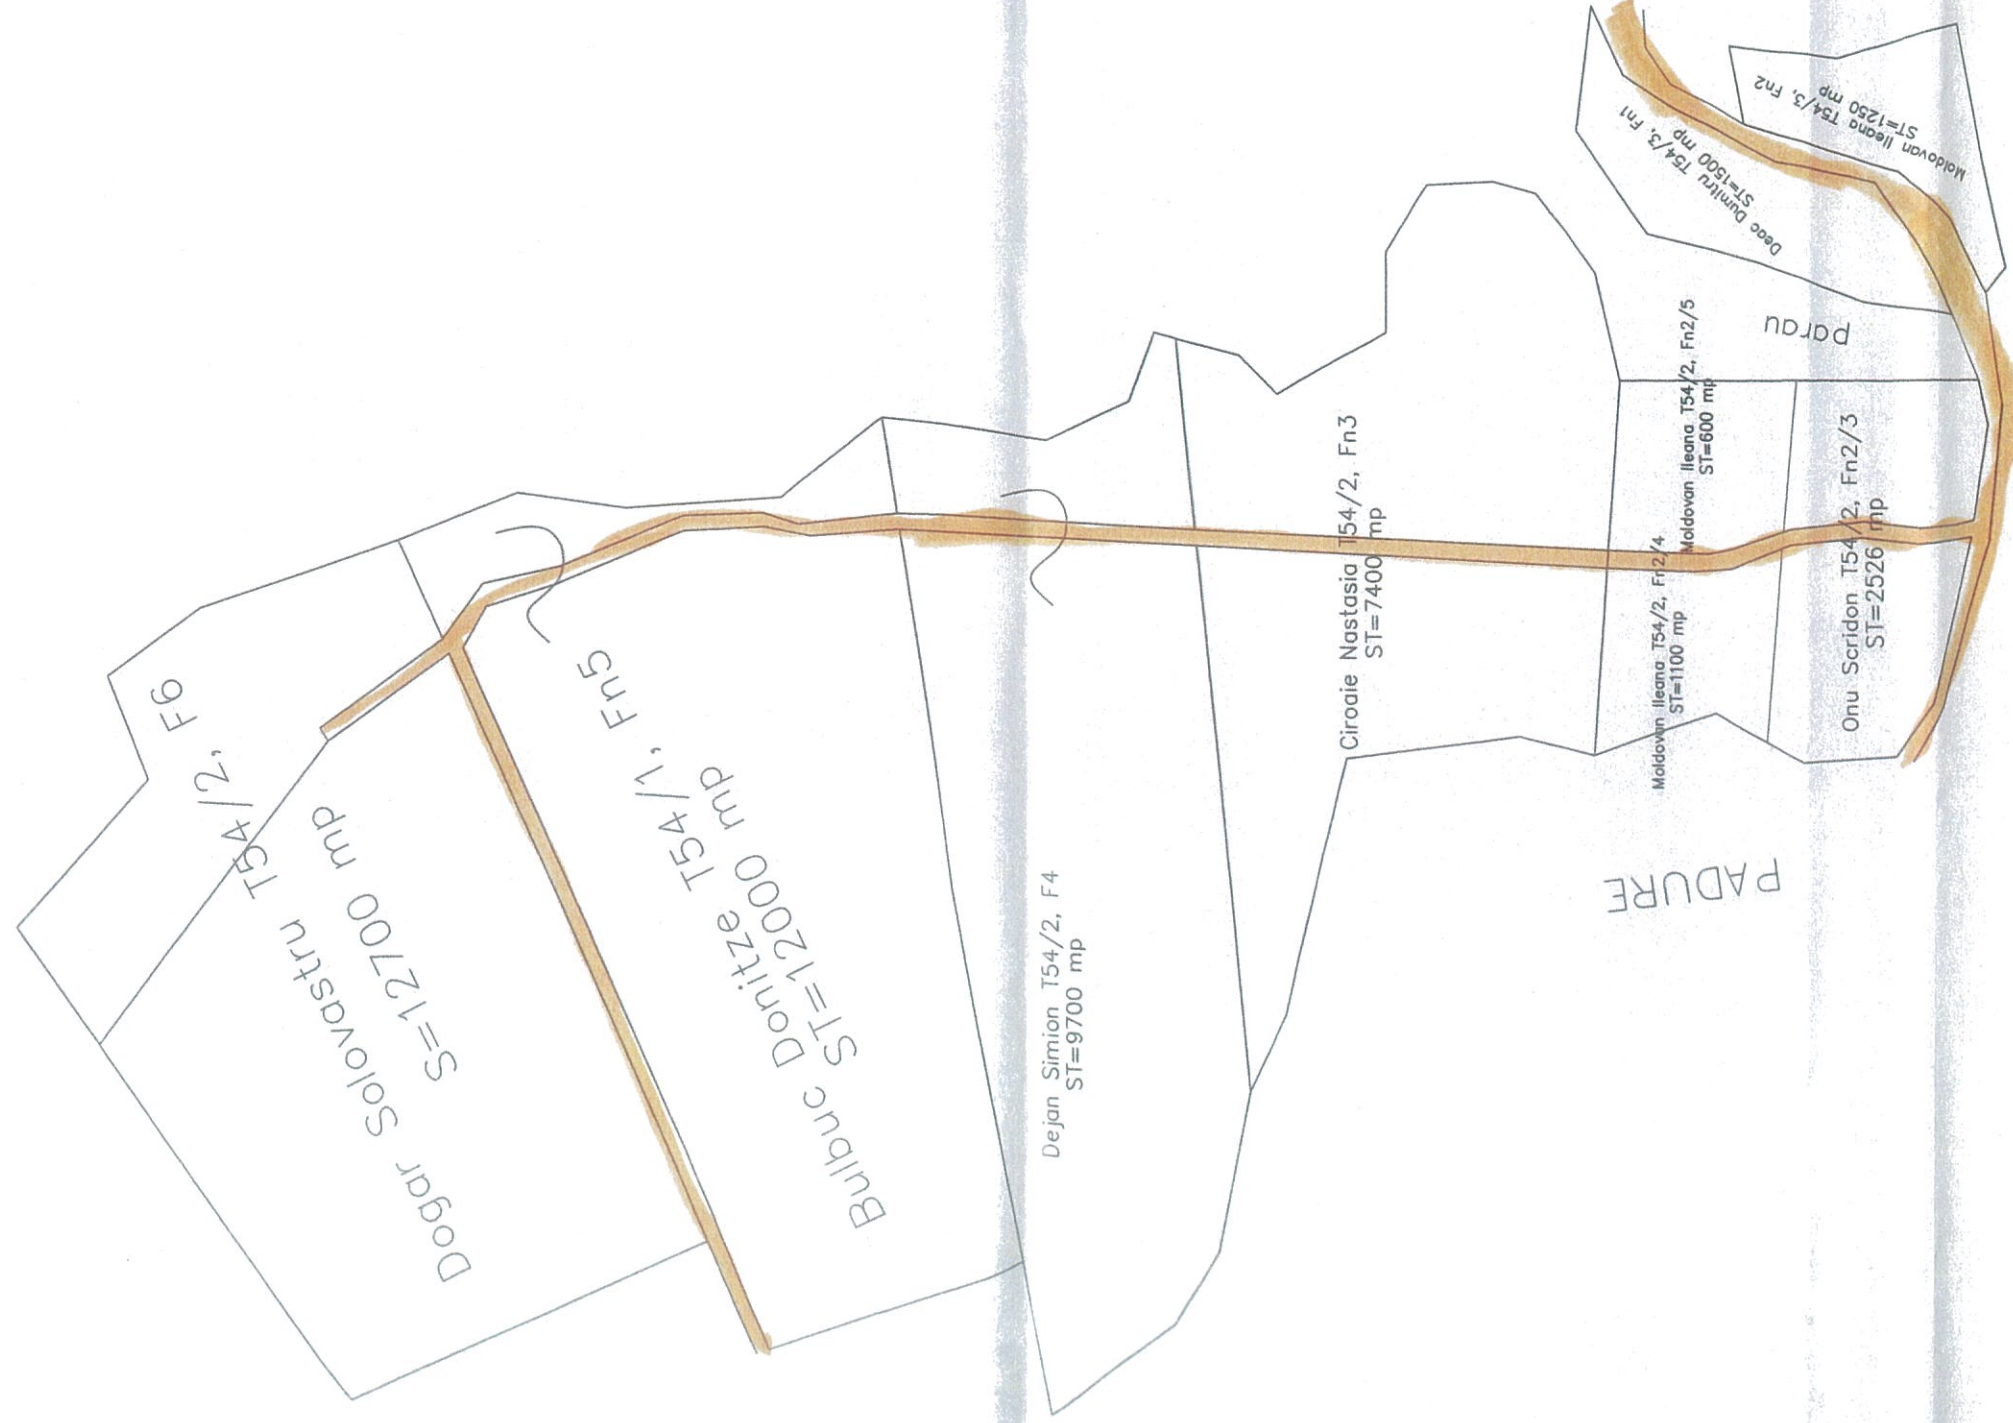 Dogar Solovastru T54/2, F6
S=12700 mp
Bulbuc Donitze T54/1, Fn5
ST=12000 mp
Dejan Simion T54/2, F4
ST=9700 mp
Ciroaie Nastasia T54/2, Fn3
ST=7400 mp
Moldovan Ileana T54/2, Fn2/4
ST=1100 mp
Moldovan Ileana T54/2, Fn2/5
ST=600 mp
Onu Scridon T54/2, Fn2/3
ST=2526 mp
parau
Deac Dumitru T54/3, Fn1
ST=1500 mp
Moldovan Ileana T54/3, Fn2
ST=1250 mp
PADURE